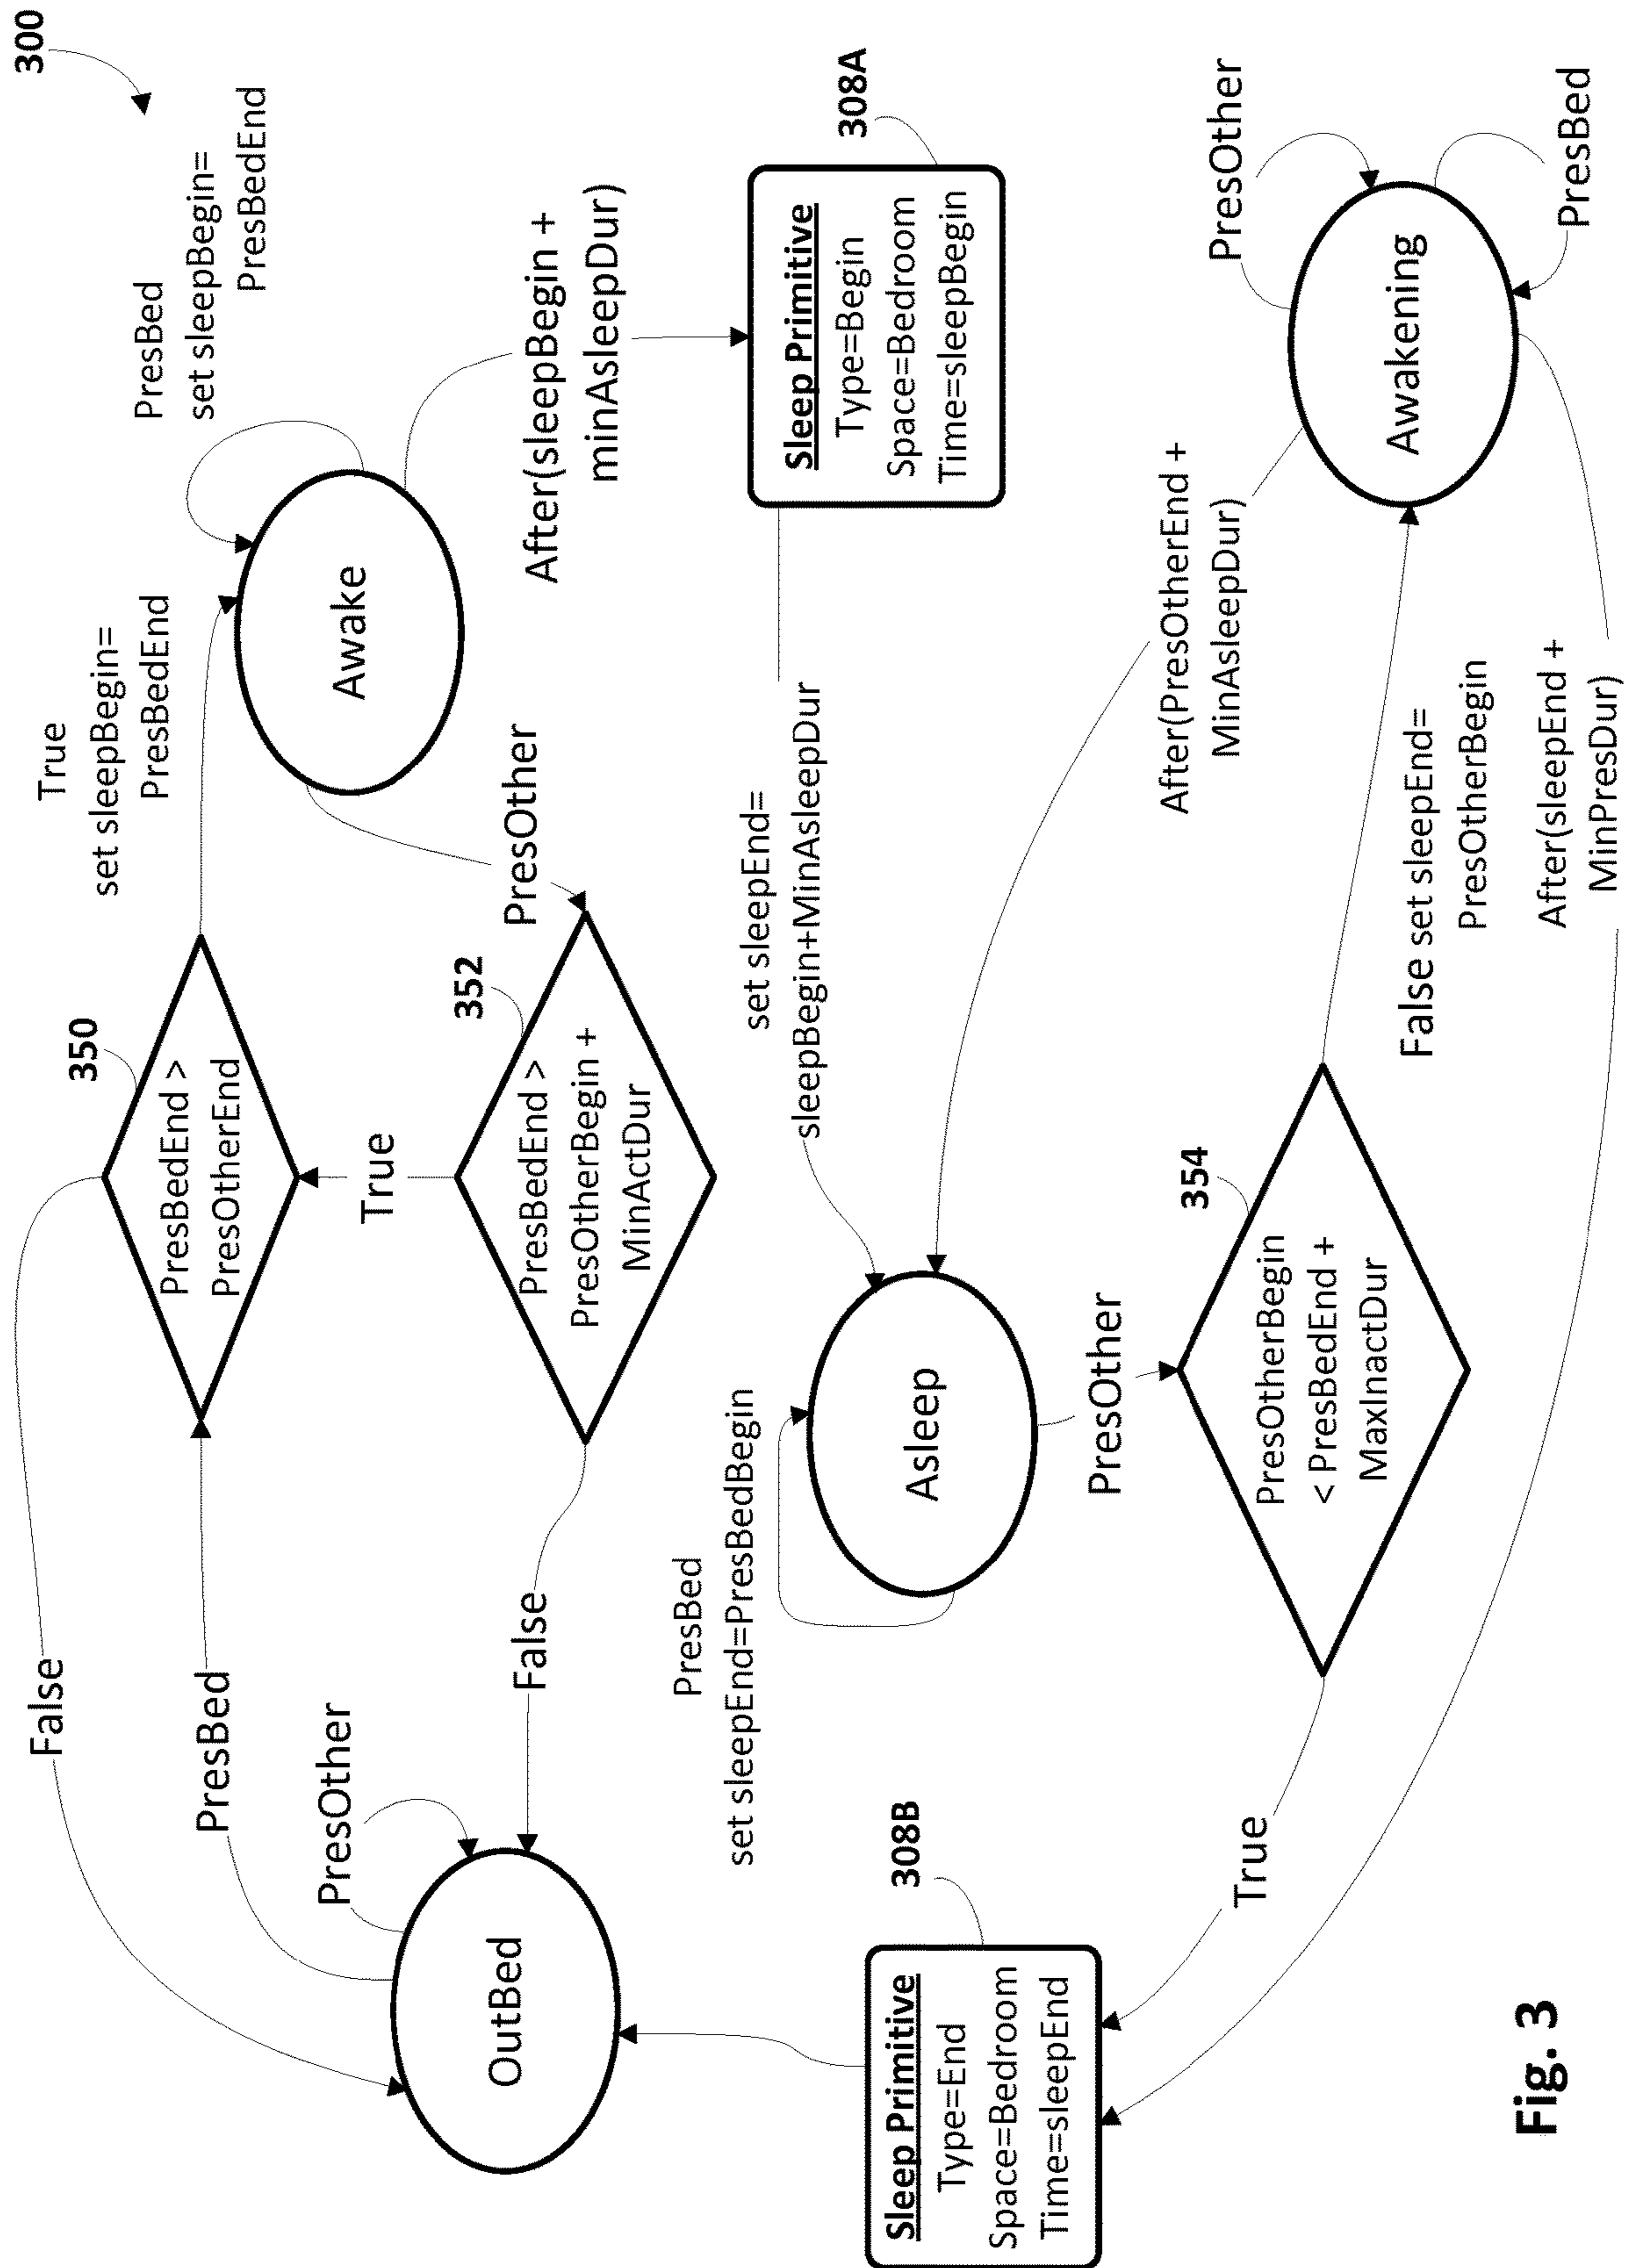 300
False
PresBed
PresOther
OutBed
350
PresBedEnd >
PresOtherEnd
True
set sleepBegin=
PresBedEnd
PresBed
set sleepBegin=
PresBedEnd
Awake
True
False
352
PresBedEnd >
PresOtherBegin +
MinActDur
PresOther
After(sleepBegin +
minAsleepDur)
308A
Sleep Primitive
Type=Begin
Space=Bedroom
Time=sleepBegin
set sleepEnd=
sleepBegin+MinAsleepDur
PresBed
set sleepEnd=PresBedBegin
Asleep
308B
Sleep Primitive
Type=End
Space=Bedroom
Time=sleepEnd
PresOther
354
PresOtherBegin
< PresBedEnd +
MaxInactDur
True
After(PresOtherEnd +
MinAsleepDur)
False set sleepEnd=
PresOtherBegin
After(sleepEnd +
MinPresDur)
PresOther
Awakening
PresBed
Fig. 3